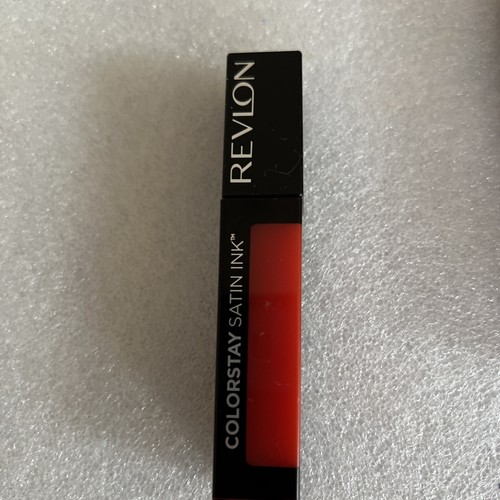 REVLON
COLORSTAY SATIN INK™